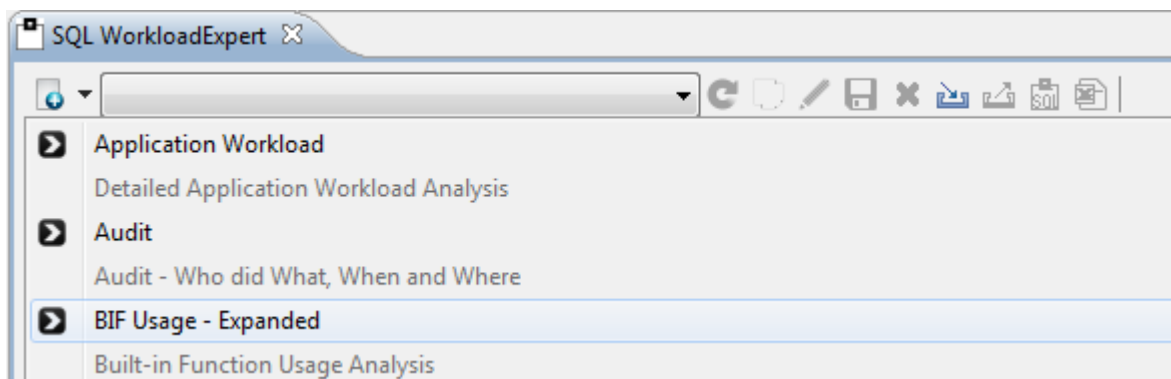 SQL WorkloadExpert
SQL
Application Workload
Detailed Application Workload Analysis
Audit
Audit - Who did What, When and Where
BIF Usage - Expanded
Built-in Function Usage Analysis